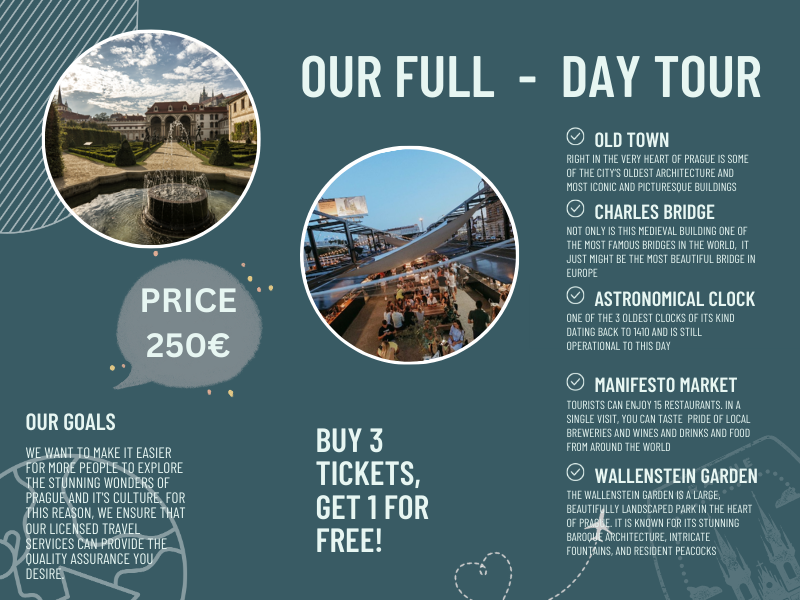 OUR FULL - DAY TOUR
PRICE
250€
OUR GOALS
WE WANT TO MAKE IT EASIER
FOR MORE PEOPLE TO EXPLORE
THE STUNNING WONDERS OF
PRAGUE AND IT'S CULTURE. FOR
THIS REASON, WE ENSURE THAT
OUR LICENSED TRAVEL
SERVICES CAN PROVIDE THE
QUALITY ASSURANCE YOU
DESIRE.
BUY 3
TICKETS,
GET 1 FOR
FREE!
OLD TOWN
RIGHT IN THE VERY HEART OF PRAGUE IS SOME
OF THE CITY'S OLDEST ARCHITECTURE AND
MOST ICONIC AND PICTURESQUE BUILDINGS
CHARLES BRIDGE
NOT ONLY IS THIS MEDIEVAL BUILDING ONE OF
THE MOST FAMOUS BRIDGES IN THE WORLD, IT
JUST MIGHT BE THE MOST BEAUTIFUL BRIDGE IN
EUROPE
ASTRONOMICAL CLOCK
ONE OF THE 3 OLDEST CLOCKS OF ITS KIND
DATING BACK TO 1410 AND IS STILL
OPERATIONAL TO THIS DAY
MANIFESTO MARKET
TOURISTS CAN ENJOY 15 RESTAURANTS. IN A
SINGLE VISIT, YOU CAN TASTE PRIDE OF LOCAL
BREWERIES AND WINES AND DRINKS AND FOOD
FROM AROUND THE WORLD
WALLENSTEIN GARDEN
THE WALLENSTEIN GARDEN IS A LARGE,
BEAUTIFULLY LANDSCAPED PARK IN THE HEART
OF PRAGUE. IT IS KNOWN FOR ITS STUNNING
BAROQUE ARCHITECTURE, INTRICATE
FOUNTAINS, AND RESIDENT PEACOCKS